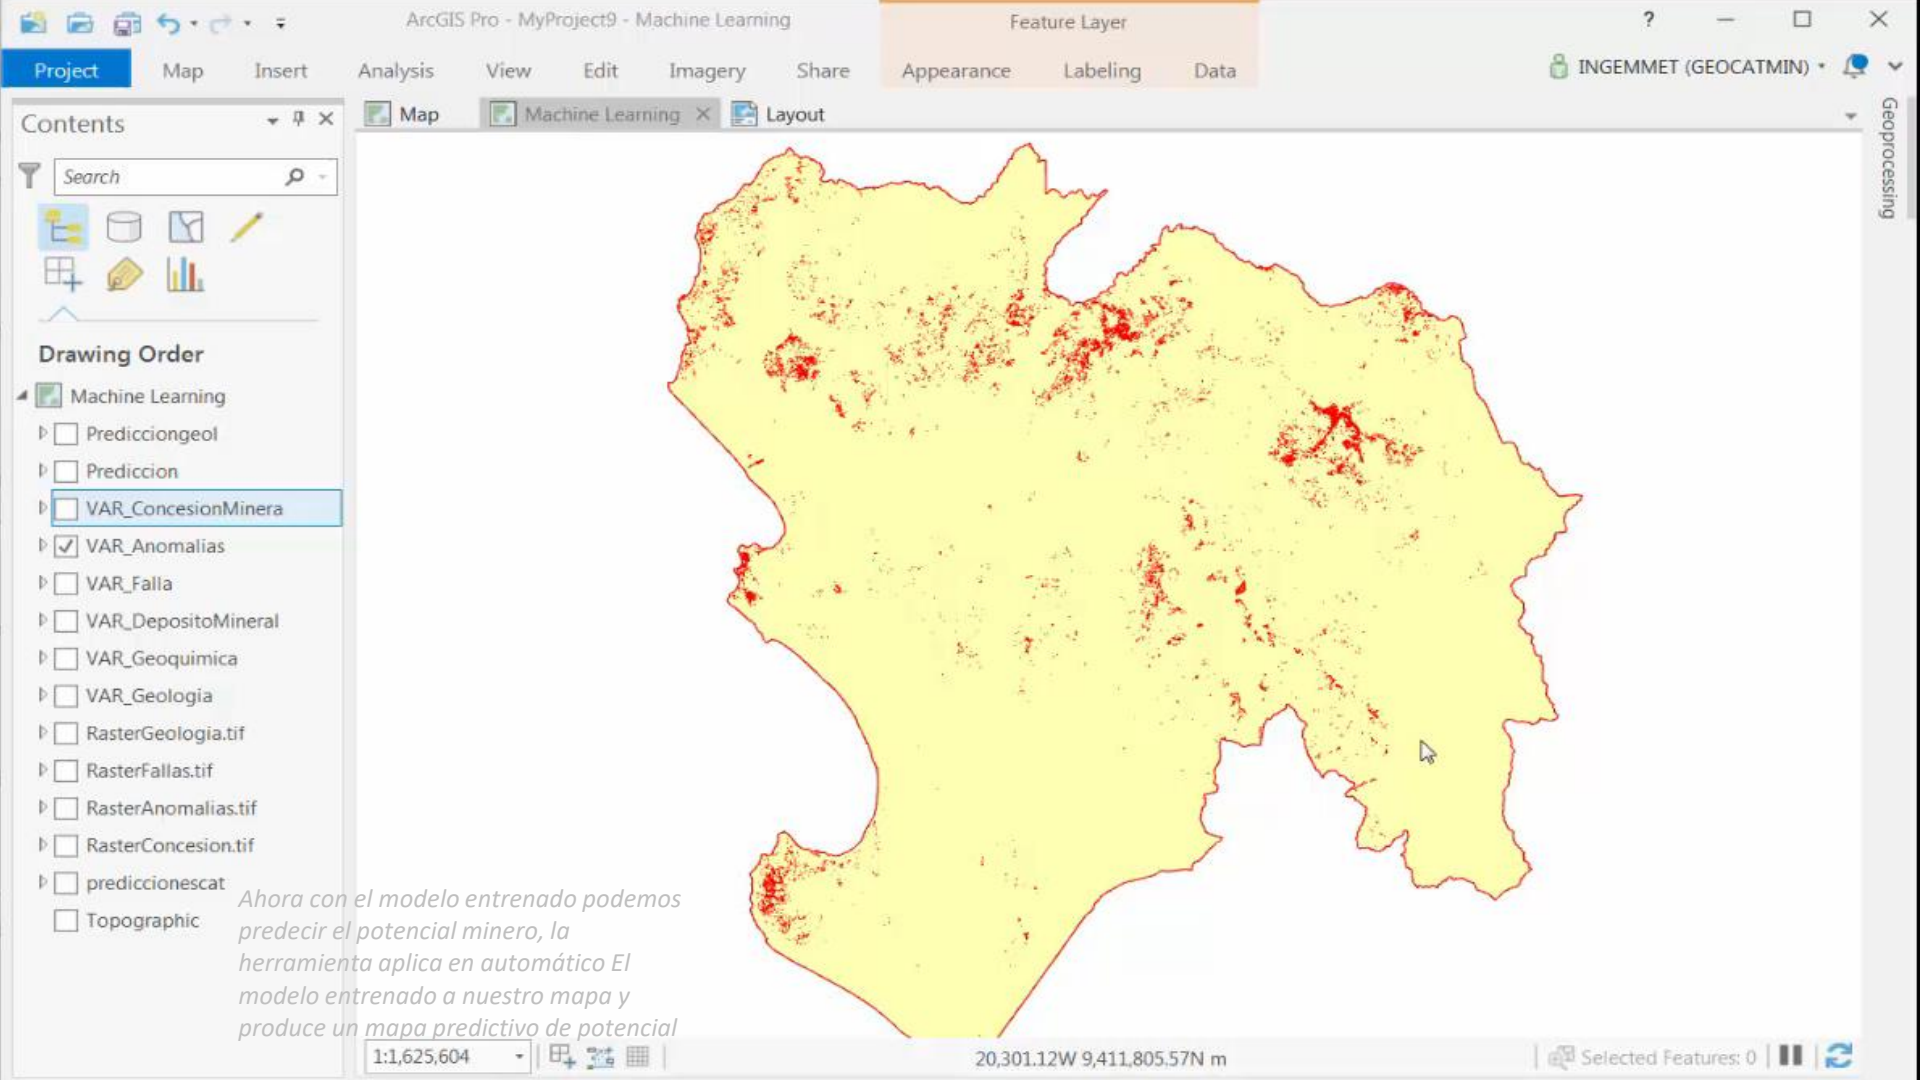 ArcGIS Pro - MyProject9 - Machine Learning
Feature Layer
?
Project
Map
Insert
Analysis
View
Edit
Imagery
Share
Appearance
Labeling
Data
INGEMMET (GEOCATMIN)
Contents
Map
Machine Learning
Layout
Geoprocessing
Search
Drawing Order
Machine Learning
Predicciongeol
Prediccion
VAR_ConcesionMinera
VAR_Anomalias
VAR_Falla
VAR_DepositoMineral
VAR_Geoquimica
VAR_Geologia
RasterGeologia.tif
RasterFallas.tif
RasterAnomalias.tif
RasterConcesion.tif
prediccionescat
Topographic
Ahora con el modelo entrenado podemos
predecir el potencial minero, la
herramienta aplica en automático El
modelo entrenado a nuestro mapa y
produce un mapa predictivo de potencial
1:1,625,604
20,301.12W 9,411,805.57N m
Selected Features: 0